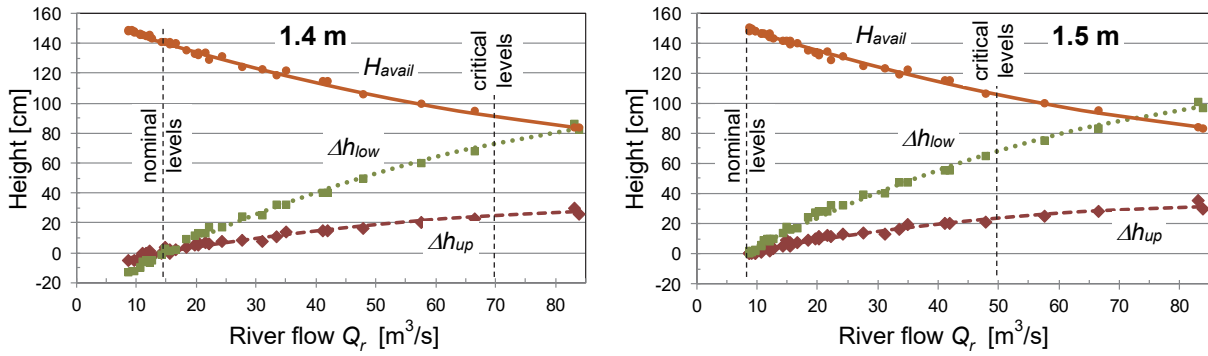 160
140
120
100
80
60
40
20
0
-20
Height [cm]
1.4 m
H_avail
Δh_low
Δh_up
nominal
levels
critical
levels
0 10 20 30 40 50 60 70 80
River flow Q_r [m³/s]
160
140
120
100
80
60
40
20
0
-20
Height [cm]
1.5 m
H_avail
Δh_low
Δh_up
nominal
levels
critical
levels
0 10 20 30 40 50 60 70 80
River flow Q_r [m³/s]